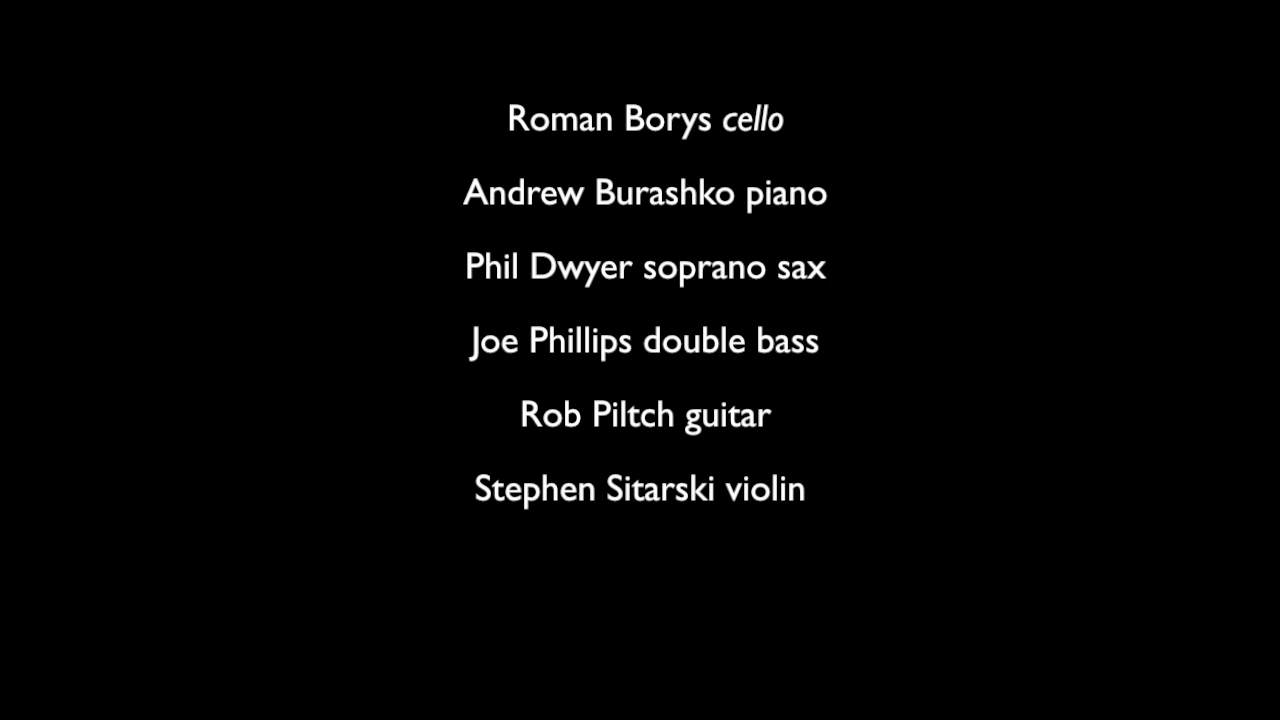 Roman Borys cello
Andrew Burashko piano
Phil Dwyer soprano sax
Joe Phillips double bass
Rob Piltch guitar
Stephen Sitarski violin